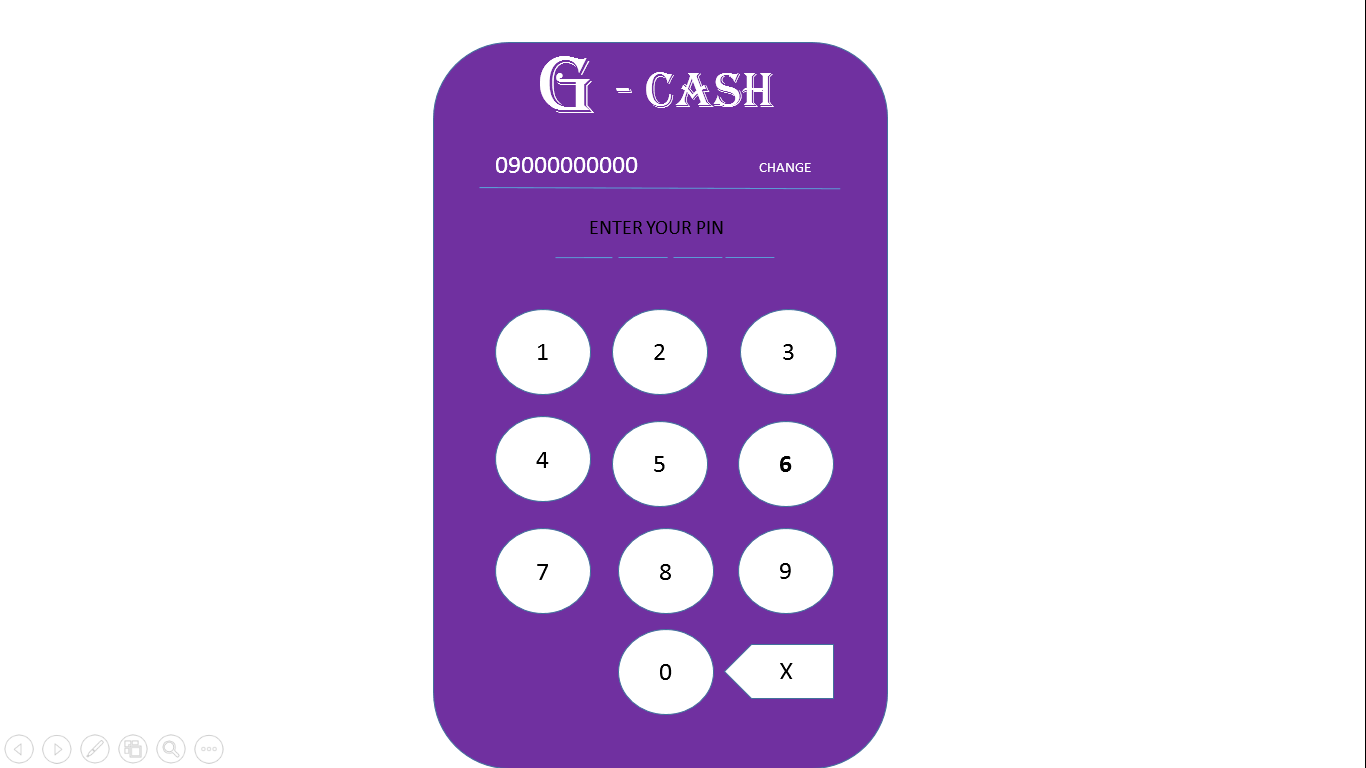 G - CASH
09000000000 CHANGE
ENTER YOUR PIN
1 2 3
4 5 6
7 8 9
0 X